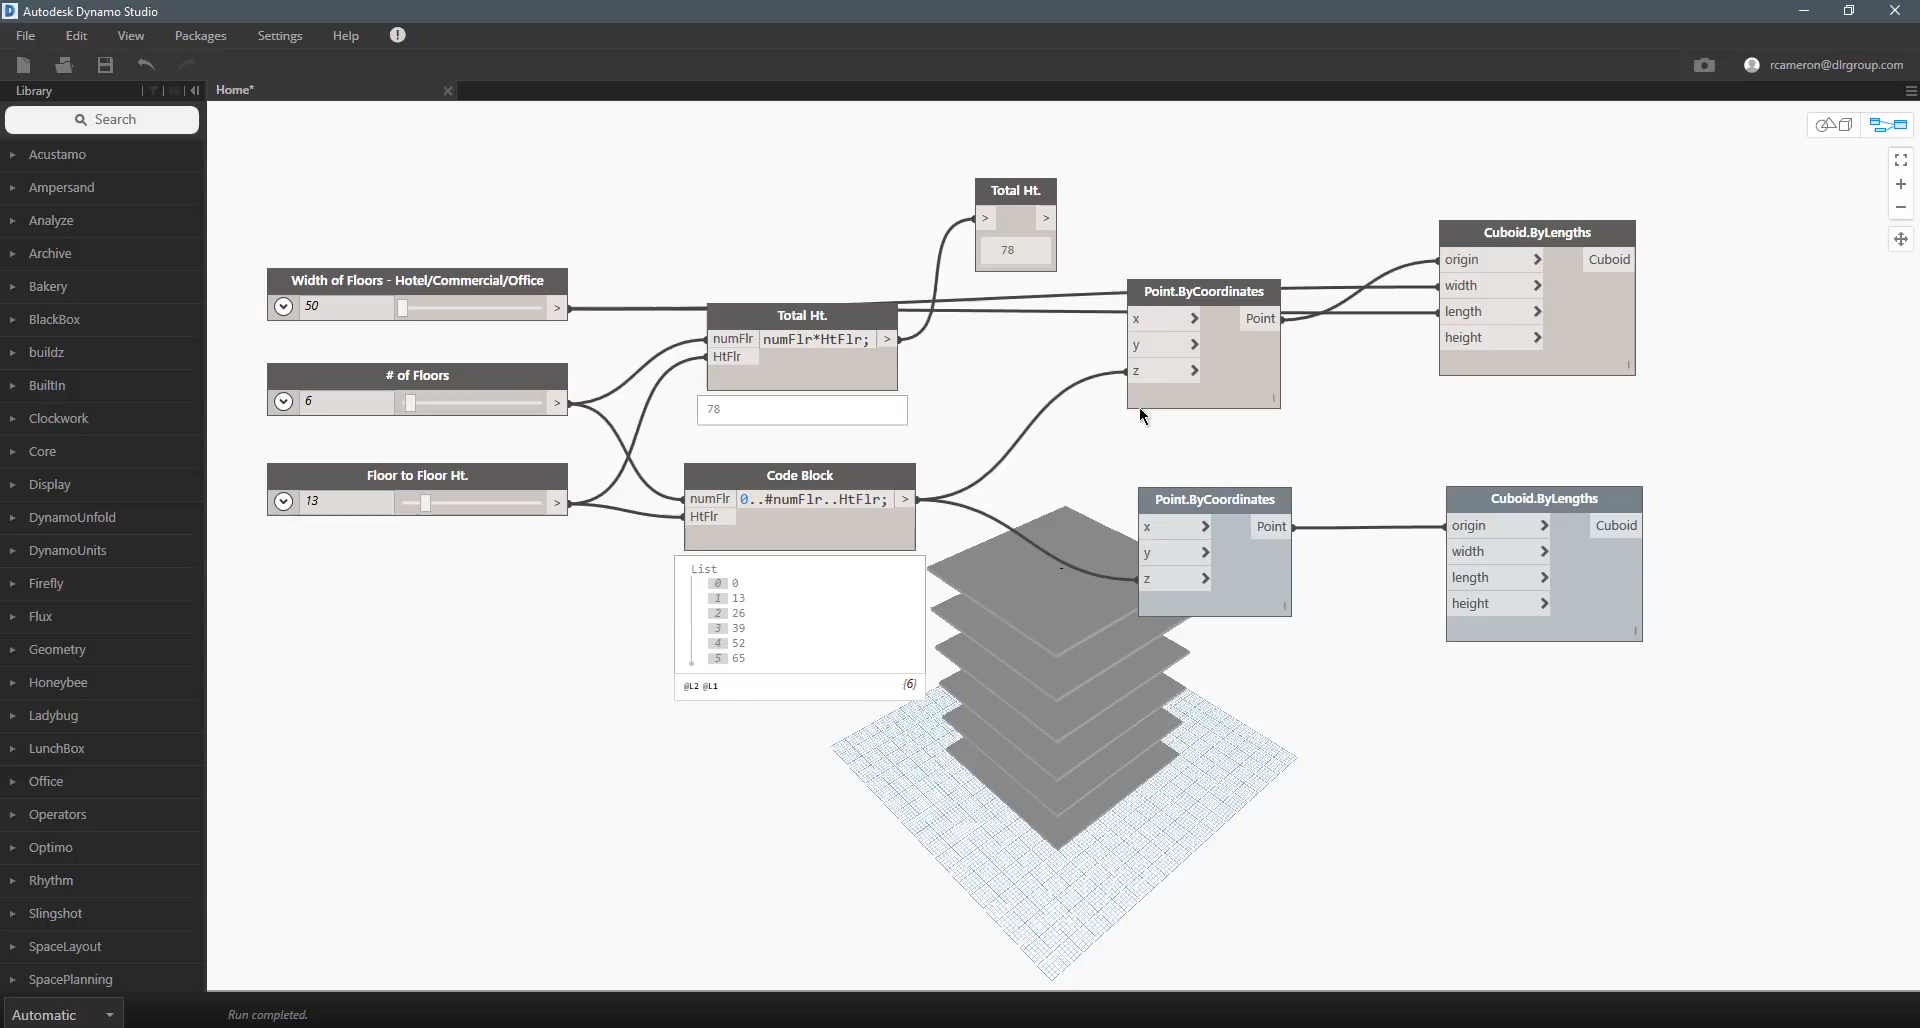 Autodesk Dynamo Studio
File Edit View Packages Settings Help !
rcameron@dlrgroup.com
Library
Home*
Search
Acustamo
Ampersand
Analyze
Archive
Bakery
BlackBox
buildz
BuiltIn
Clockwork
Core
Display
DynamoUnfold
DynamoUnits
Firefly
Flux
Geometry
Honeybee
Ladybug
LunchBox
Office
Operators
Optimo
Rhythm
Slingshot
SpaceLayout
SpacePlanning
Width of Floors - Hotel/Commercial/Office
50 >
# of Floors
6 >
Floor to Floor Ht.
13 >
Total Ht.
numFlr numFlr*HtFlr; >
HtFlr
78
Total Ht.
> >
78
Code Block
numFlr 0..#numFlr..HtFlr; >
HtFlr
List
0 0
1 13
2 26
3 39
4 52
5 65
@L2 @L1 {6}
Point.ByCoordinates
x Point
y
z
Cuboid.ByLengths
origin Cuboid
width
length
height
Point.ByCoordinates
x Point
y
z
Cuboid.ByLengths
origin Cuboid
width
length
height
Automatic
Run completed.